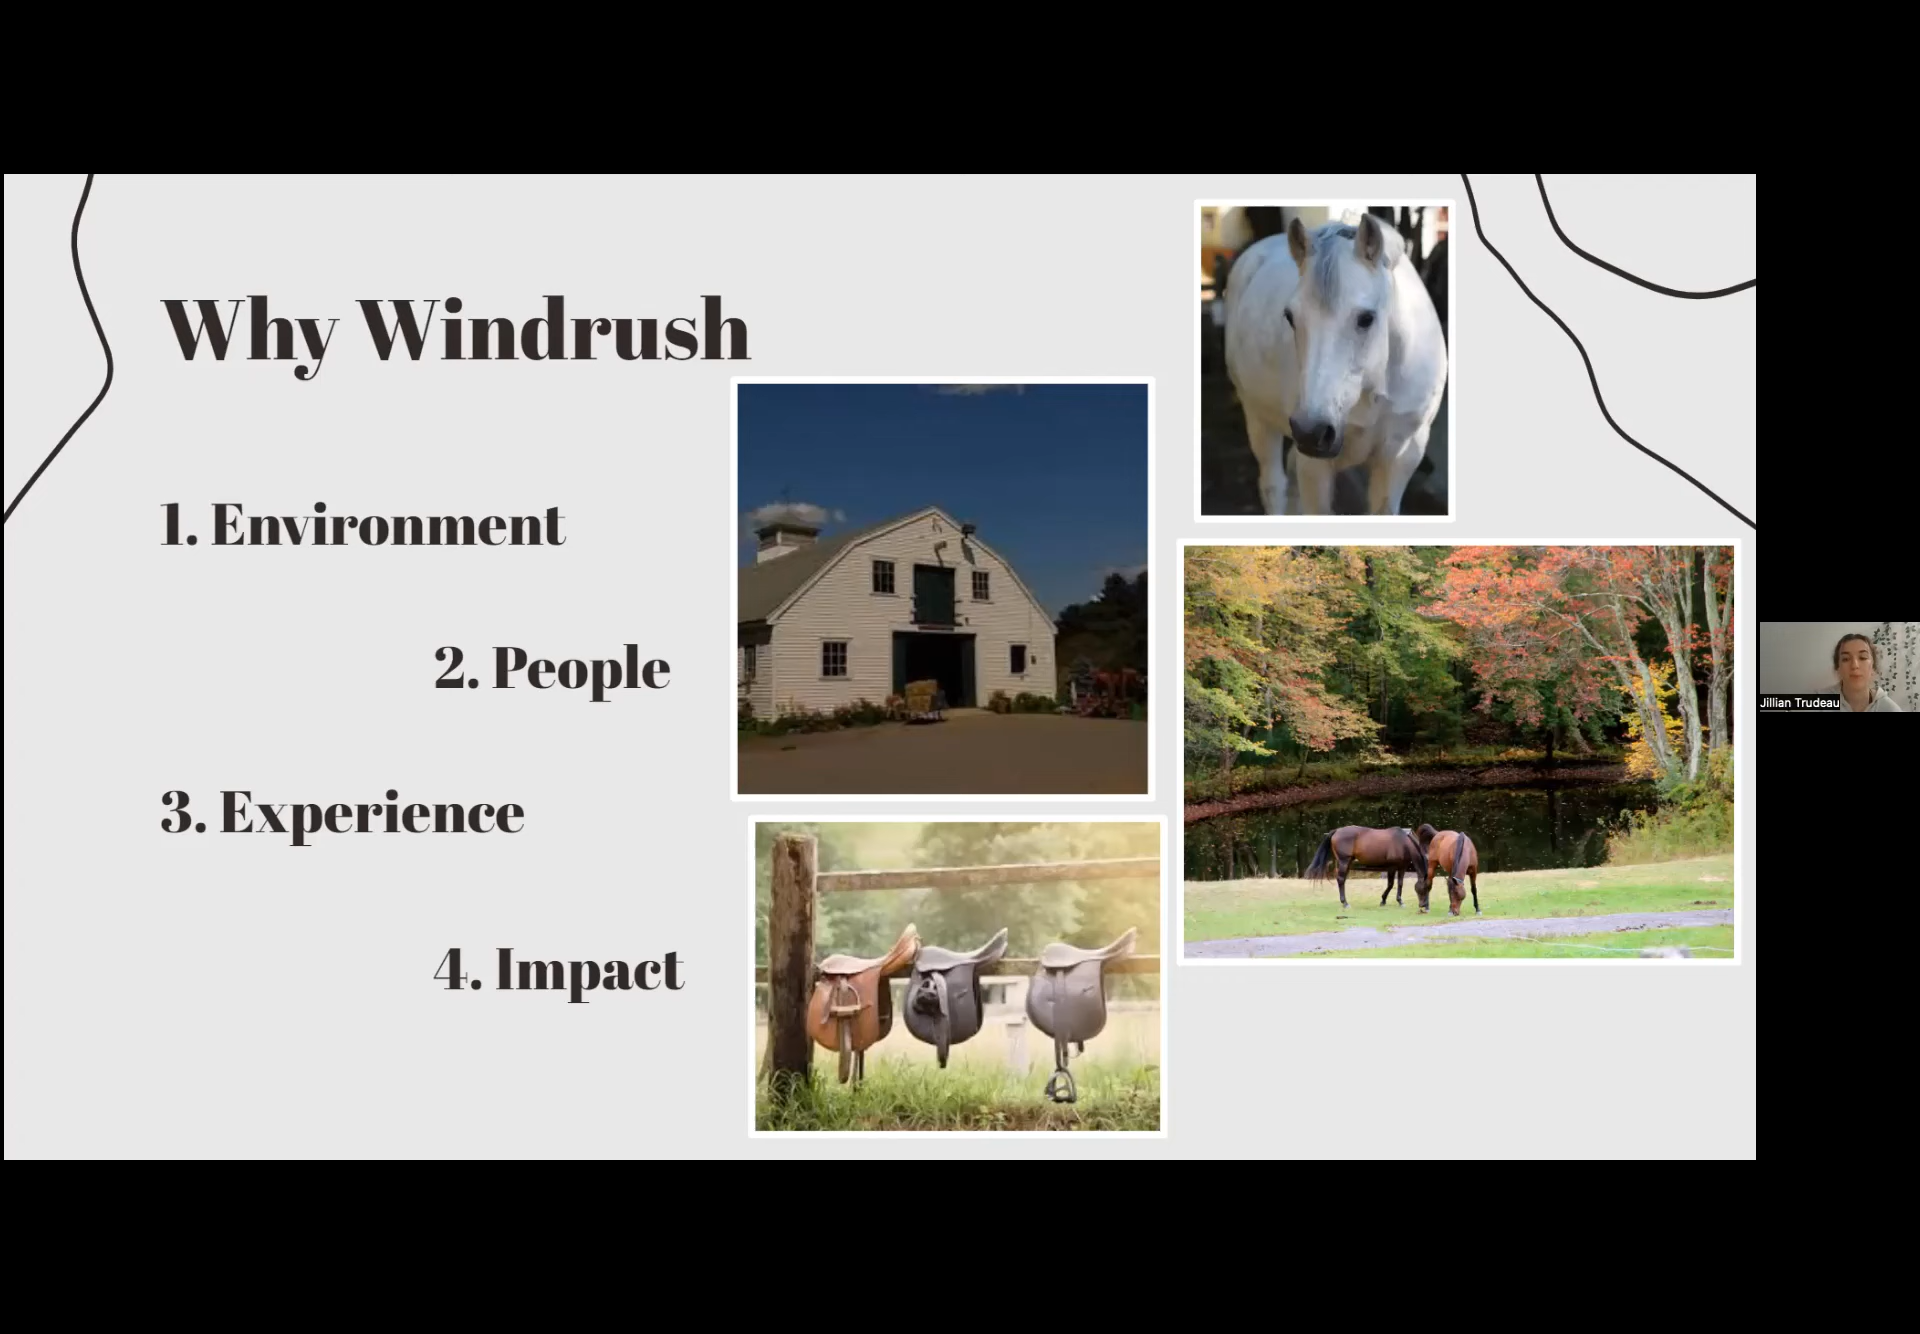 Why Windrush
1. Environment
2. People
3. Experience
4. Impact
Jillian Trudeau